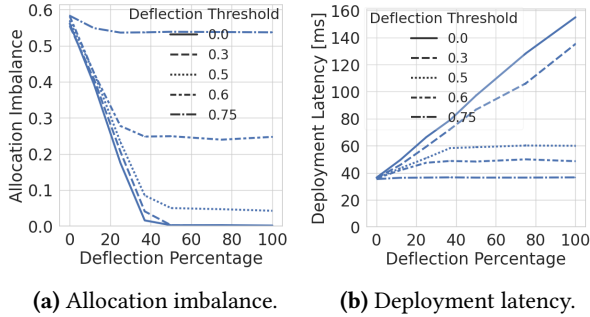 Deflection Threshold
0.0
0.3
0.5
0.6
0.75
0.6
0.5
0.4
0.3
0.2
0.1
0.0
Allocation Imbalance
0 20 40 60 80 100
Deflection Percentage
(a) Allocation imbalance.
Deflection Threshold
0.0
0.3
0.5
0.6
0.75
160
140
120
100
80
60
40
20
0
Deployment Latency [ms]
0 20 40 60 80 100
Deflection Percentage
(b) Deployment latency.